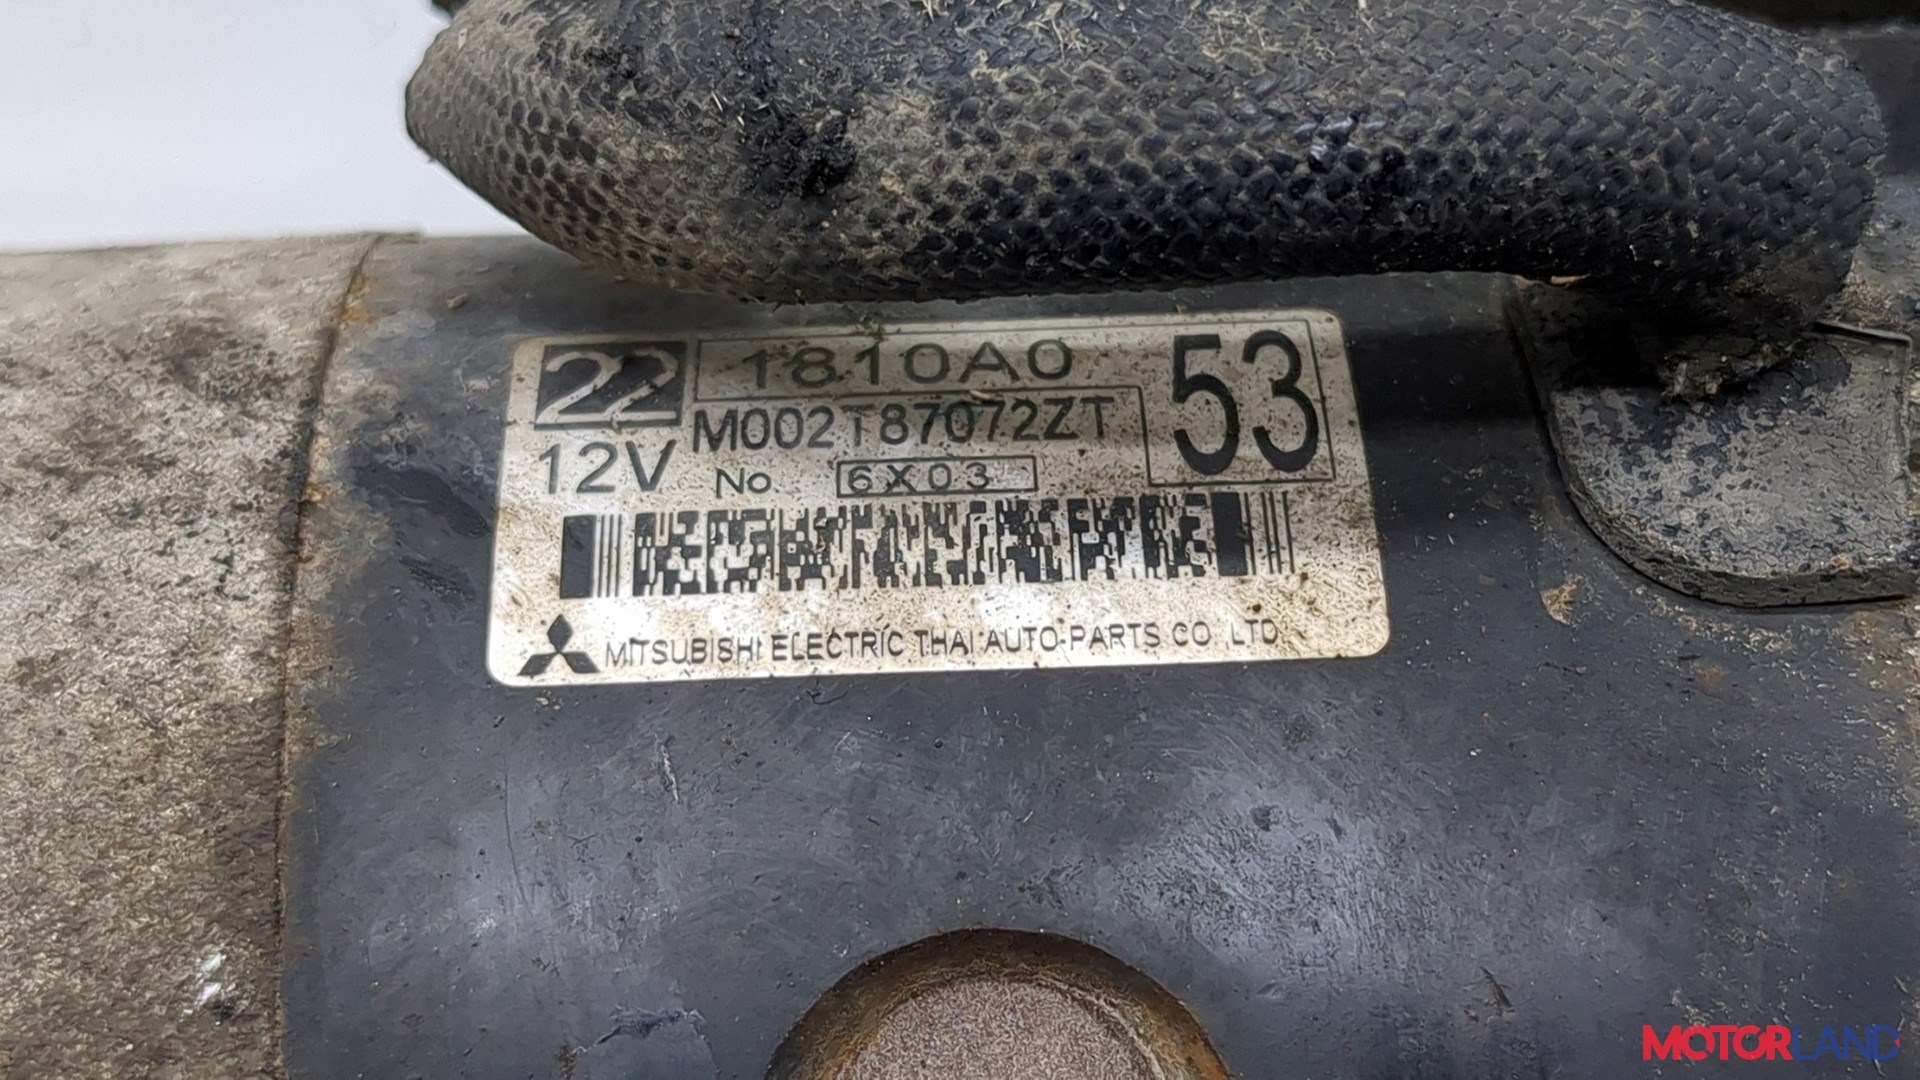 22 1810A0 53
M002T87072ZT
12V No. 6X03
MITSUBISHI ELECTRIC THAI AUTO-PARTS CO.,LTD.
MOTORLAND